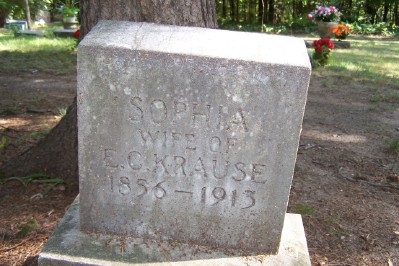 SOPHIA
WIFE OF
E.C. KRAUSE
1856-1913